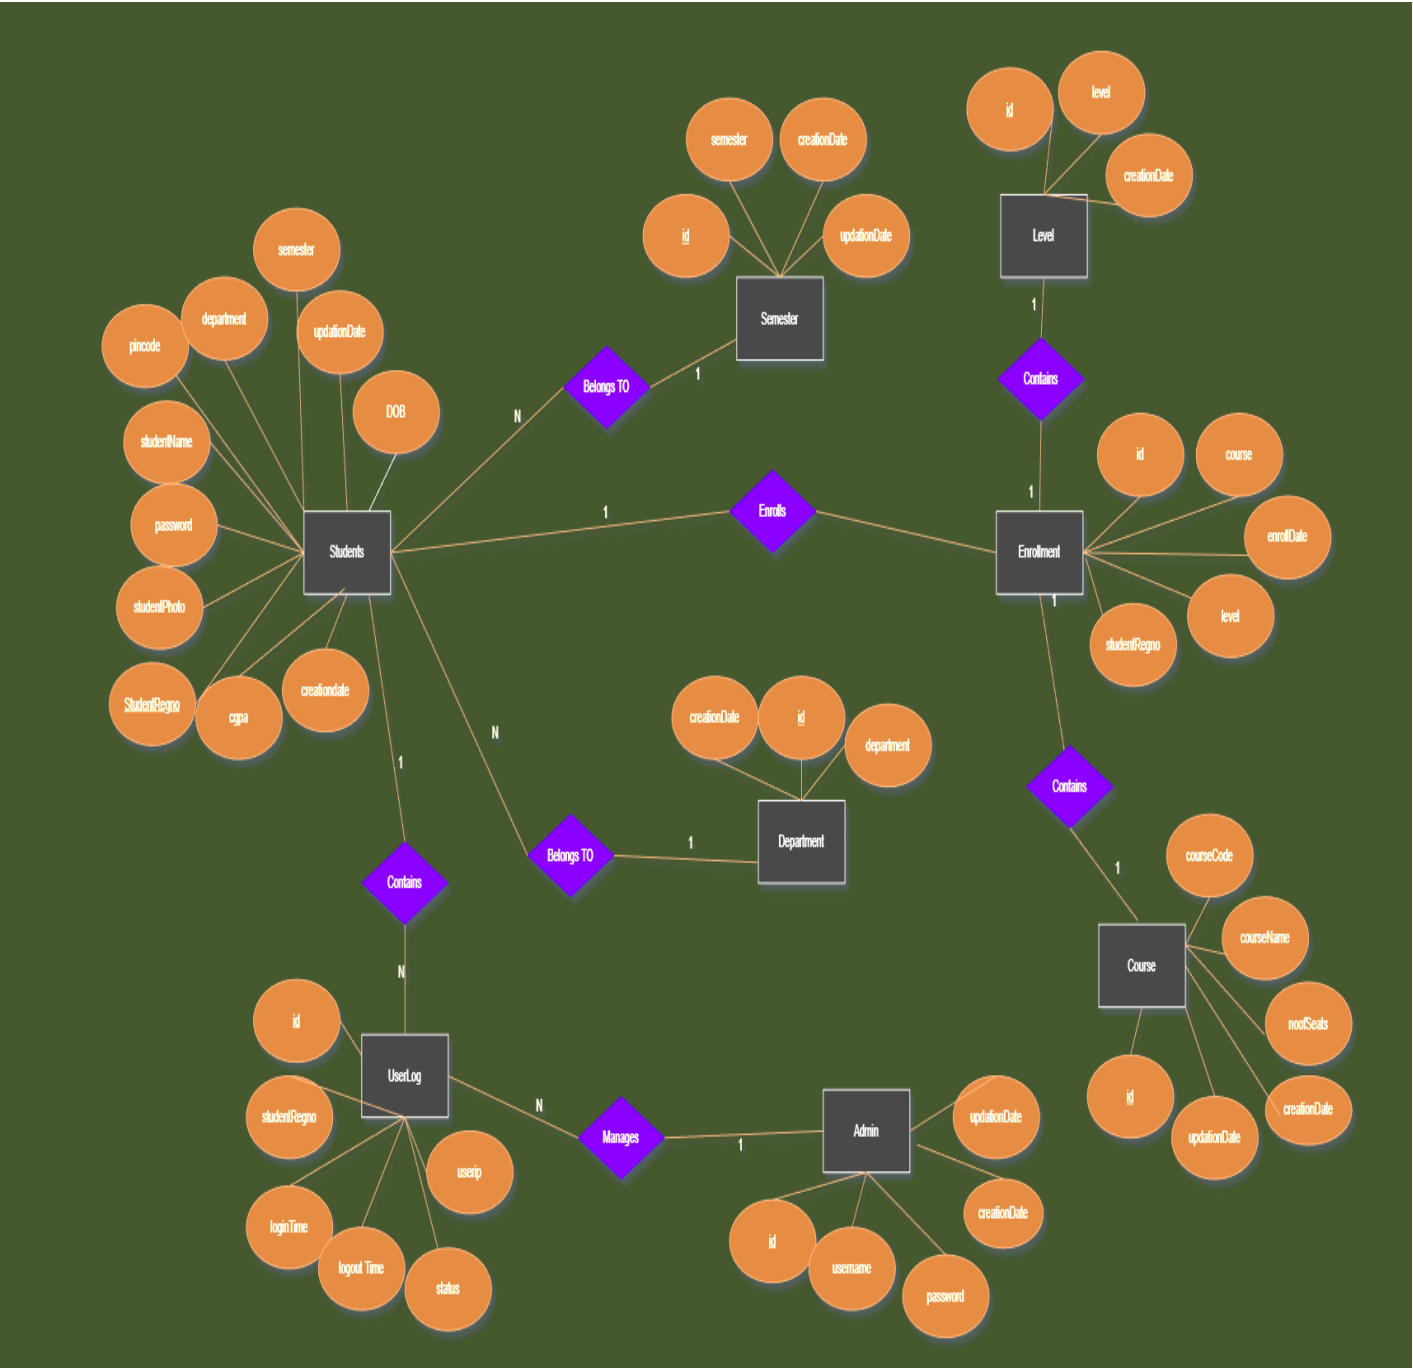 level
id
semester
creationDate
creationDate
semester
id
updationDate
Level
department
Semester
updationDate
pincode
1
1
Contains
Belongs TO
DOB
N
studentName
id
course
1
Enrolls
1
password
enrollDate
Students
Enrollment
1
studentPhoto
level
studentRegno
creationdate
StudentRegno
cgpa
creationDate
id
department
N
1
Contains
Department
1
Belongs TO
courseCode
1
Contains
courseName
Course
N
id
noofSeats
UserLog
id
N
creationDate
studentRegno
updationDate
Admin
Manages
1
updationDate
userip
creationDate
loginTime
id
logout Time
username
status
password